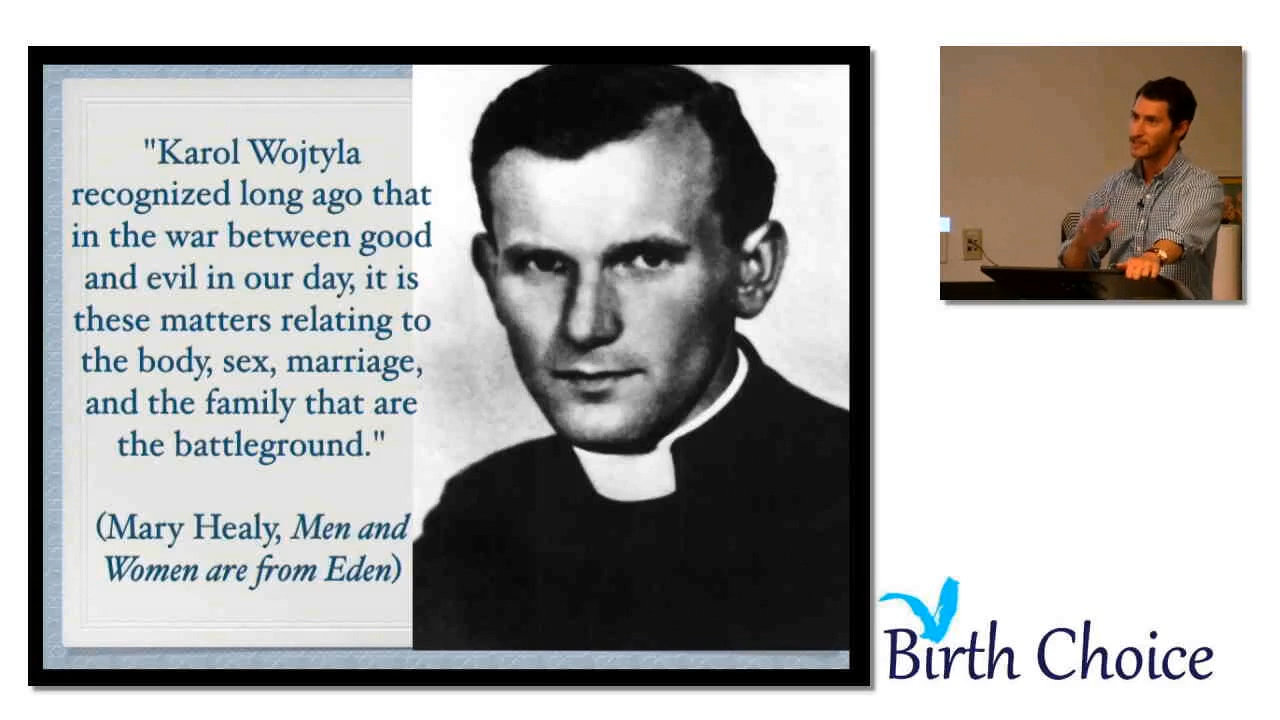 "Karol Wojtyla
recognized long ago that
in the war between good
and evil in our day, it is
these matters relating to
the body, sex, marriage,
and the family that are
the battleground."
(Mary Healy, Men and
Women are from Eden)
Birth Choice